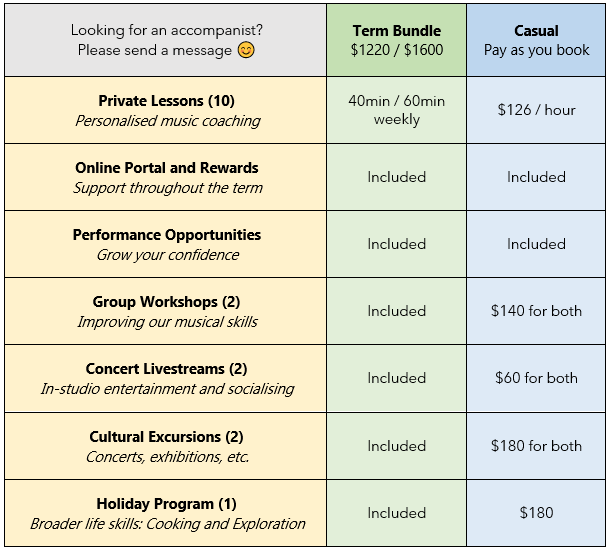 Looking for an accompanist?
Please send a message 😊
Term Bundle
$1220 / $1600
Casual
Pay as you book
Private Lessons (10)
Personalised music coaching
40min / 60min
weekly
$126 / hour
Online Portal and Rewards
Support throughout the term
Included
Included
Performance Opportunities
Grow your confidence
Included
Included
Group Workshops (2)
Improving our musical skills
Included
$140 for both
Concert Livestreams (2)
In-studio entertainment and socialising
Included
$60 for both
Cultural Excursions (2)
Concerts, exhibitions, etc.
Included
$180 for both
Holiday Program (1)
Broader life skills: Cooking and Exploration
Included
$180